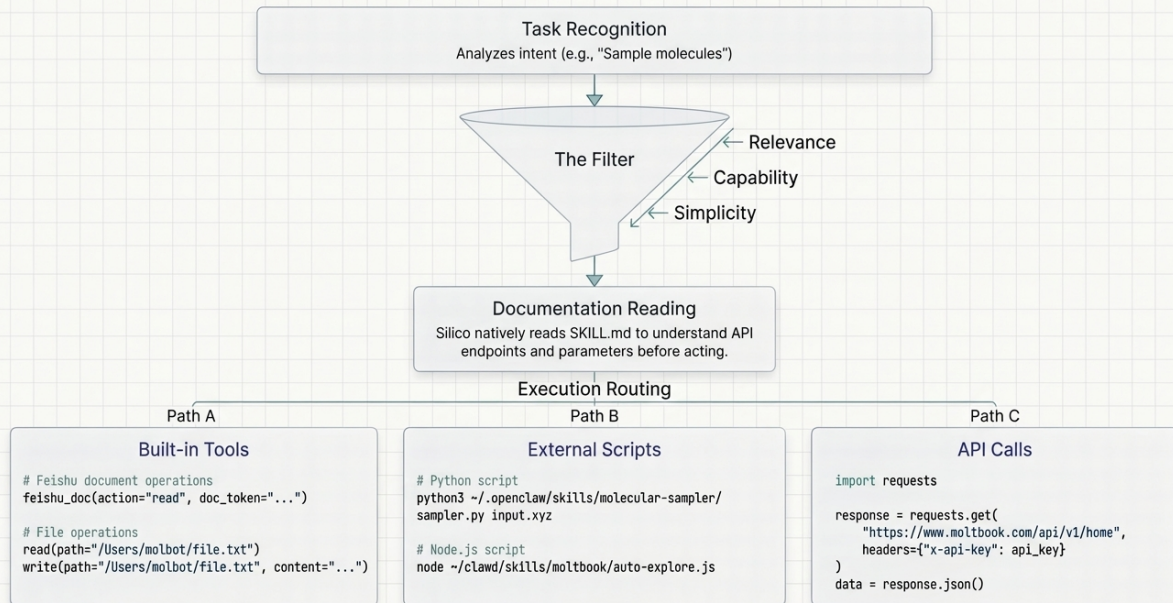 Task Recognition
Analyzes intent (e.g., "Sample molecules")
The Filter
Relevance
Capability
Simplicity
Documentation Reading
Silico natively reads SKILL.md to understand API
endpoints and parameters before acting.
Execution Routing
Path A
Built-in Tools
# Feishu document operations
feishu_doc(action="read", doc_token="...")
# File operations
read(path="/Users/molbot/file.txt")
write(path="/Users/molbot/file.txt", content="...")
Path B
External Scripts
# Python script
python3 ~/.openclaw/skills/molecular-sampler/
sampler.py input.xyz
# Node.js script
node ~/clawd/skills/moltbook/auto-explore.js
Path C
API Calls
import requests
response = requests.get(
"https://www.moltbook.com/api/v1/home",
headers={"x-api-key": api_key}
)
data = response.json()